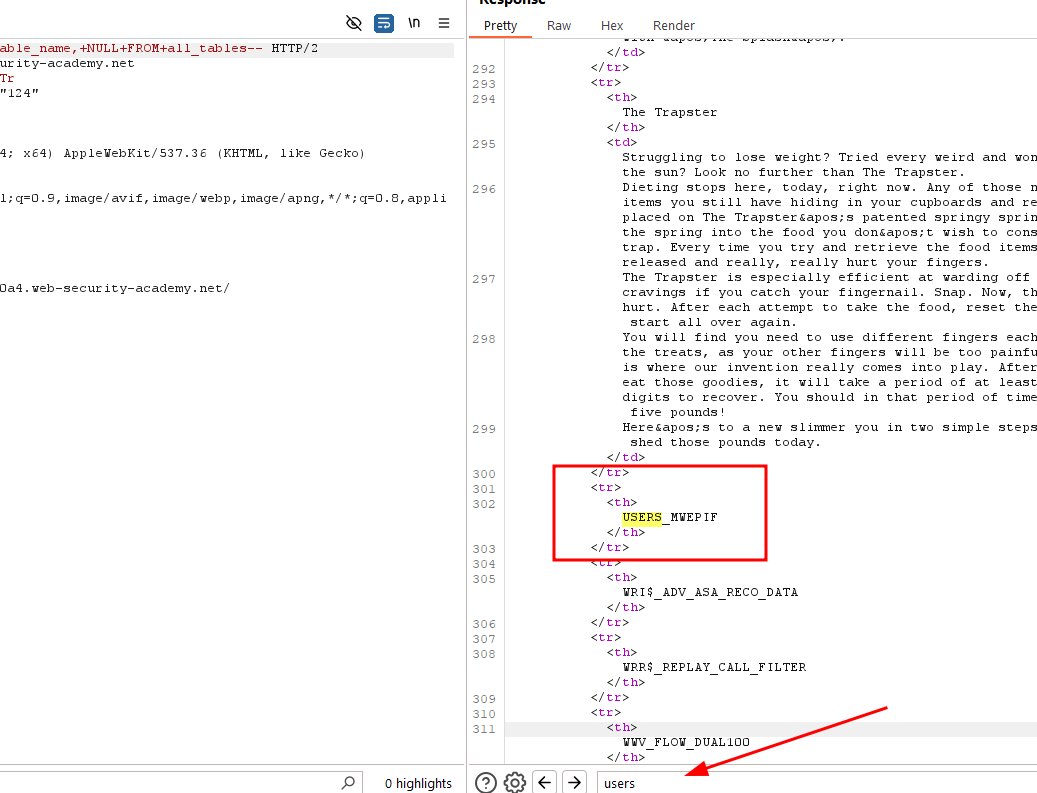 \n
able_name,+NULL+FROM+all_tables-- HTTP/2
urity-academy.net
Tr
"124"
4; x64) AppleWebKit/537.36 (KHTML, like Gecko)
l;q=0.9,image/avif,image/webp,image/apng,*/*;q=0.8,appli
0a4.web-security-academy.net/
0 highlights
Response
Pretty Raw Hex Render
</td>
292 </tr>
293 <tr>
294 <th>
The Trapster
</th>
295 <td>
Struggling to lose weight? Tried every weird and won
the sun? Look no further than The Trapster.
296 Dieting stops here, today, right now. Any of those n
items you still have hiding in your cupboards and re
placed on The Trapster&apos;s patented springy sprin
the spring into the food you don&apos;t wish to cons
trap. Every time you try and retrieve the food items
released and really, really hurt your fingers.
297 The Trapster is especially efficient at warding off
cravings if you catch your fingernail. Snap. Now, th
hurt. After each attempt to take the food, reset the
start all over again.
298 You will find you need to use different fingers each
the treats, as your other fingers will be too painfu
is where our invention really comes into play. After
eat those goodies, it will take a period of at least
digits to recover. You should in that period of time
five pounds!
299 Here&apos;s to a new slimmer you in two simple steps
shed those pounds today.
</td>
300 </tr>
301 <tr>
302 <th>
USERS_MWEPIF
</th>
303 </tr>
304 <tr>
305 <th>
WRI$_ADV_ASA_RECO_DATA
</th>
306 </tr>
307 <tr>
308 <th>
WRR$_REPLAY_CALL_FILTER
</th>
309 </tr>
310 <tr>
311 <th>
WWV_FLOW_DUAL100
</th>
users